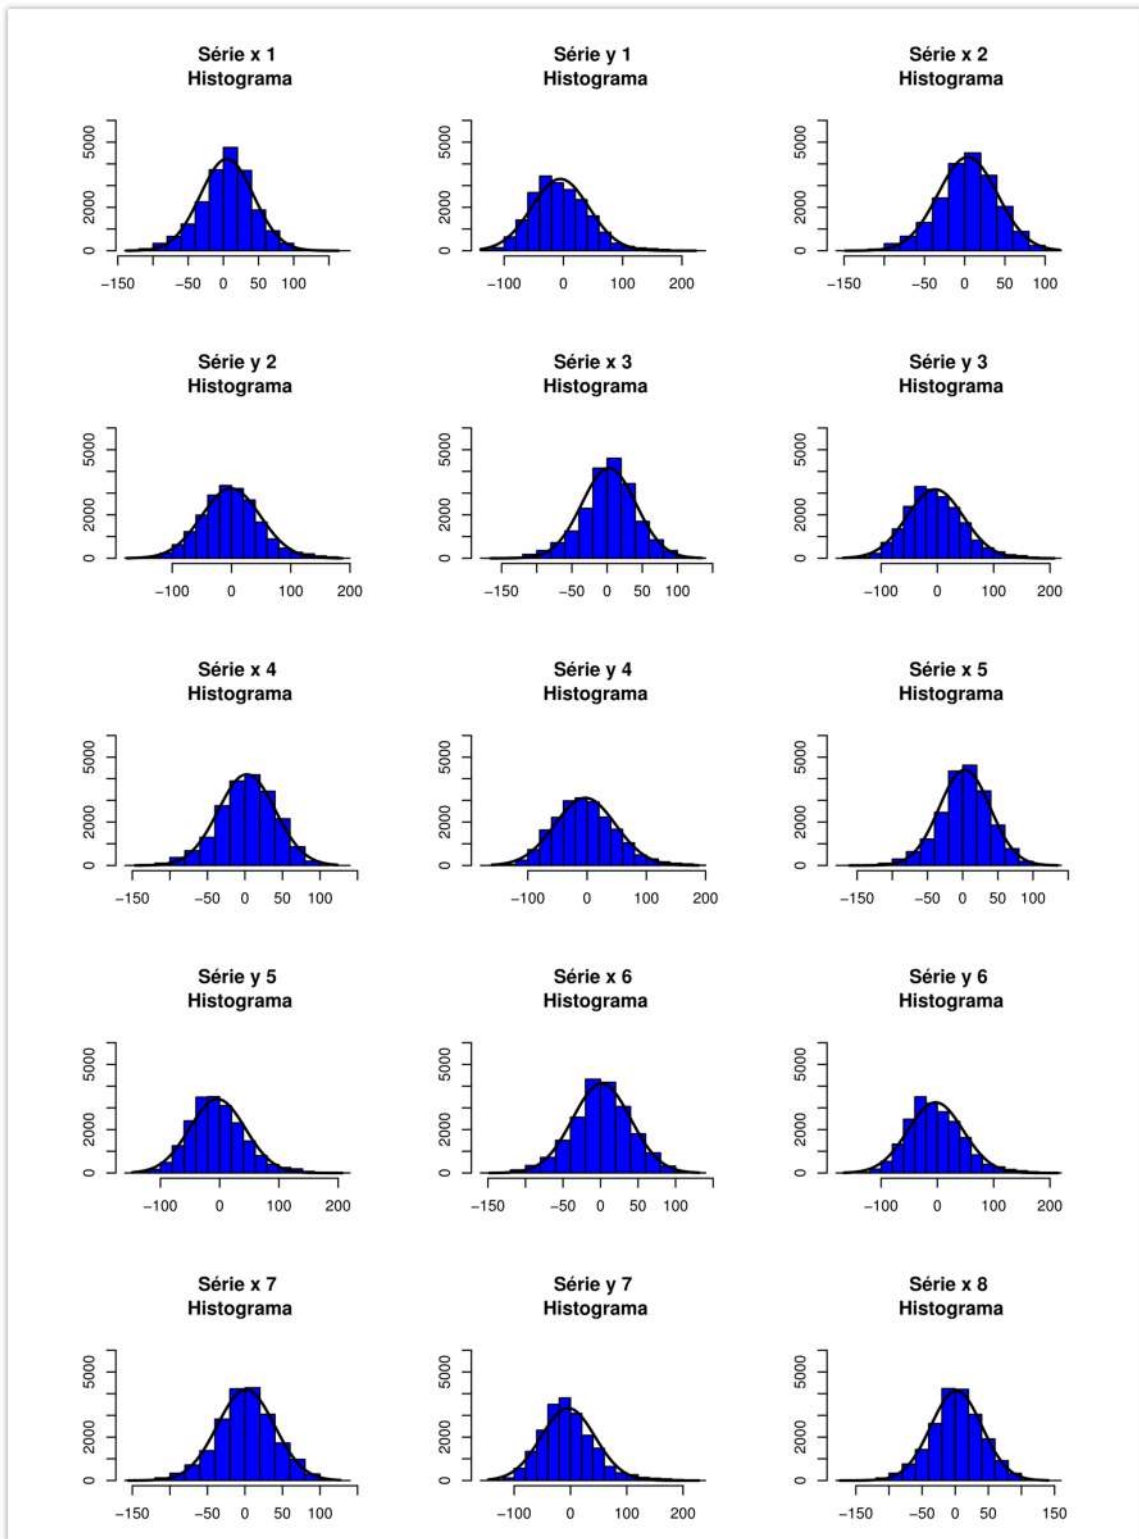 Série x 1
Histograma
Série y 1
Histograma
Série x 2
Histograma
5000
2000
0
−150 −50 0 50 100
5000
2000
0
−100 0 100 200
5000
2000
0
−150 −50 0 50 100
Série y 2
Histograma
Série x 3
Histograma
Série y 3
Histograma
5000
2000
0
−100 0 100 200
5000
2000
0
−150 −50 0 50 100
5000
2000
0
−100 0 100 200
Série x 4
Histograma
Série y 4
Histograma
Série x 5
Histograma
5000
2000
0
−150 −50 0 50 100
5000
2000
0
−100 0 100 200
5000
2000
0
−150 −50 0 50 100
Série y 5
Histograma
Série x 6
Histograma
Série y 6
Histograma
5000
2000
0
−100 0 100 200
5000
2000
0
−150 −50 0 50 100
5000
2000
0
−100 0 100 200
Série x 7
Histograma
Série y 7
Histograma
Série x 8
Histograma
5000
2000
0
−150 −50 0 50 100
5000
2000
0
−100 0 100 200
5000
2000
0
−150 −50 0 50 150